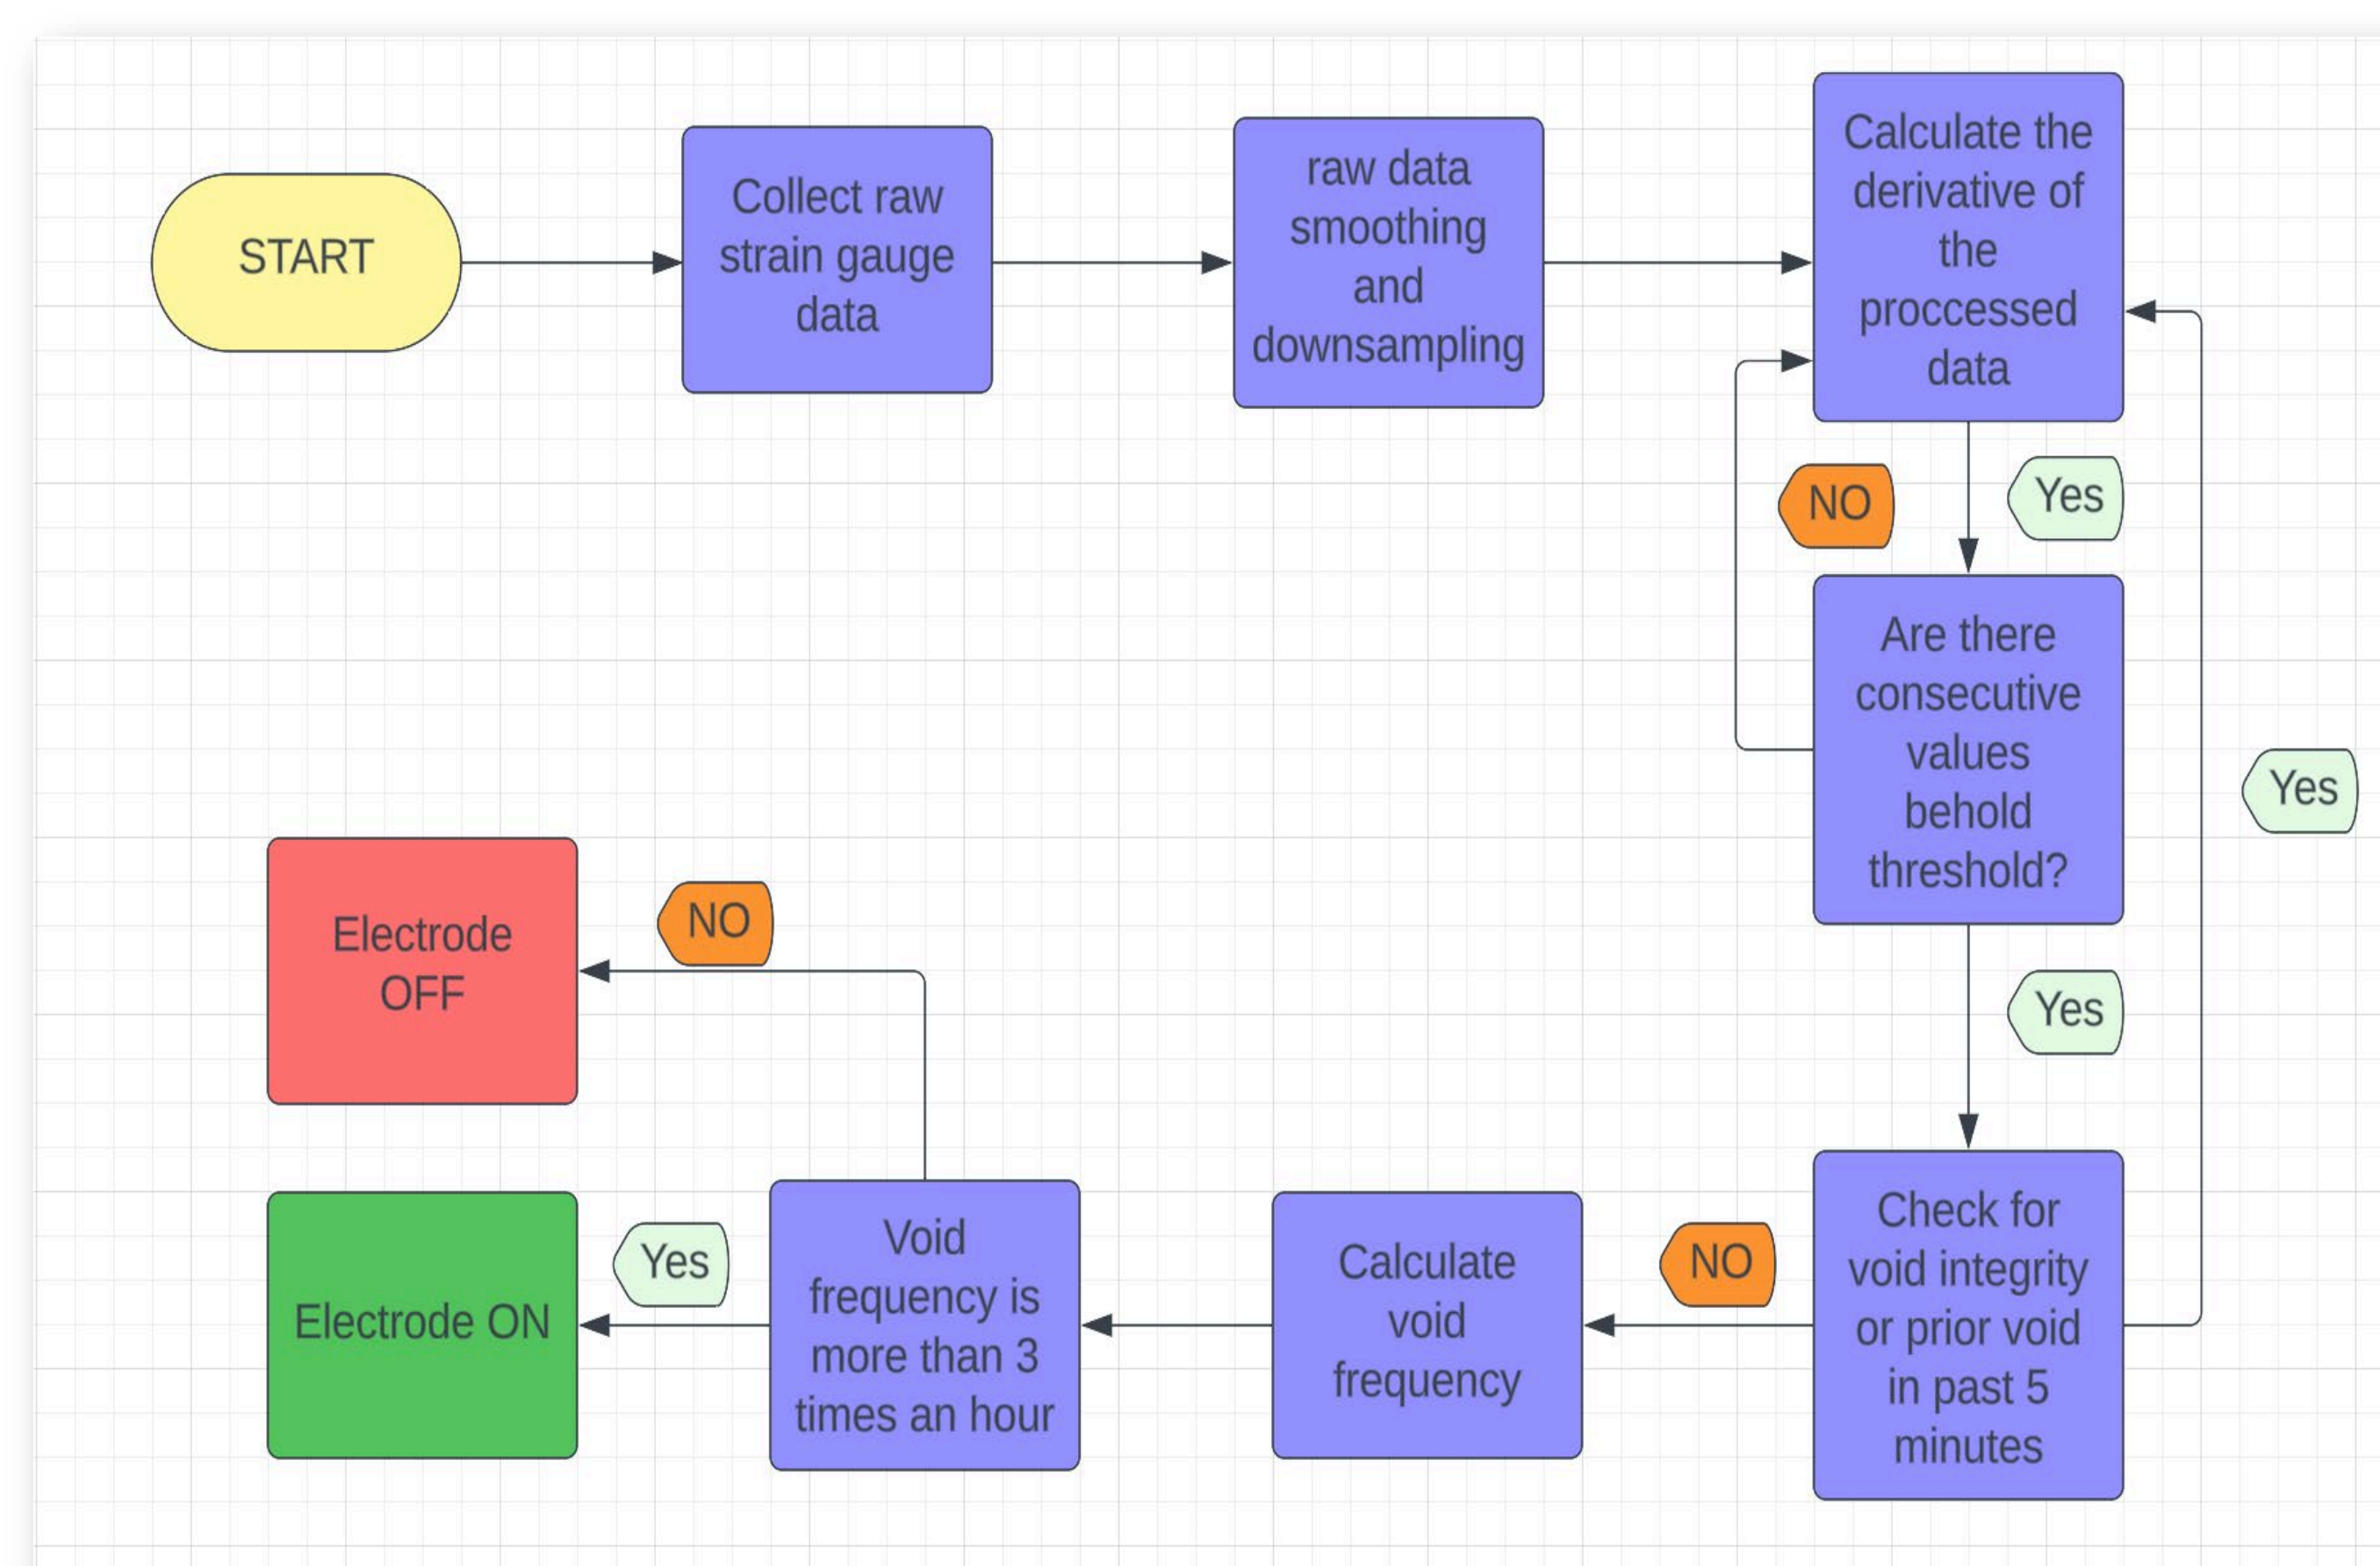 START
Collect raw
strain gauge
data
raw data
smoothing
and
downsampling
Calculate the
derivative of
the
proccessed
data
NO
Yes
Are there
consecutive
values
behold
threshold?
Yes
Yes
Check for
void integrity
or prior void
in past 5
minutes
NO
Calculate
void
frequency
Void
frequency is
more than 3
times an hour
NO
Electrode
OFF
Yes
Electrode ON